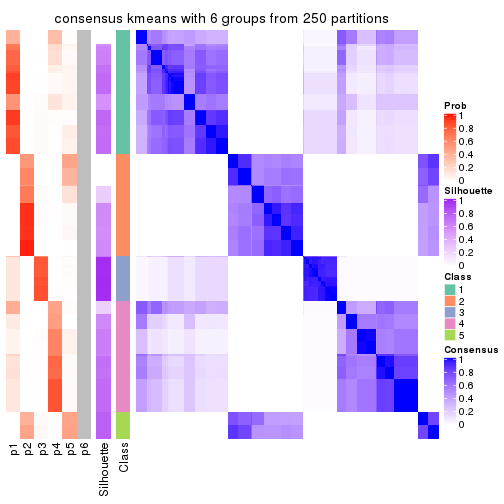 consensus kmeans with 6 groups from 250 partitions
Prob
1
0.8
0.6
0.4
0.2
0
Silhouette
1
0.8
0.6
0.4
0.2
0
Class
1
2
3
4
5
Consensus
1
0.8
0.6
0.4
0.2
0
p1
p2
p3
p4
p5
p6
Silhouette
Class